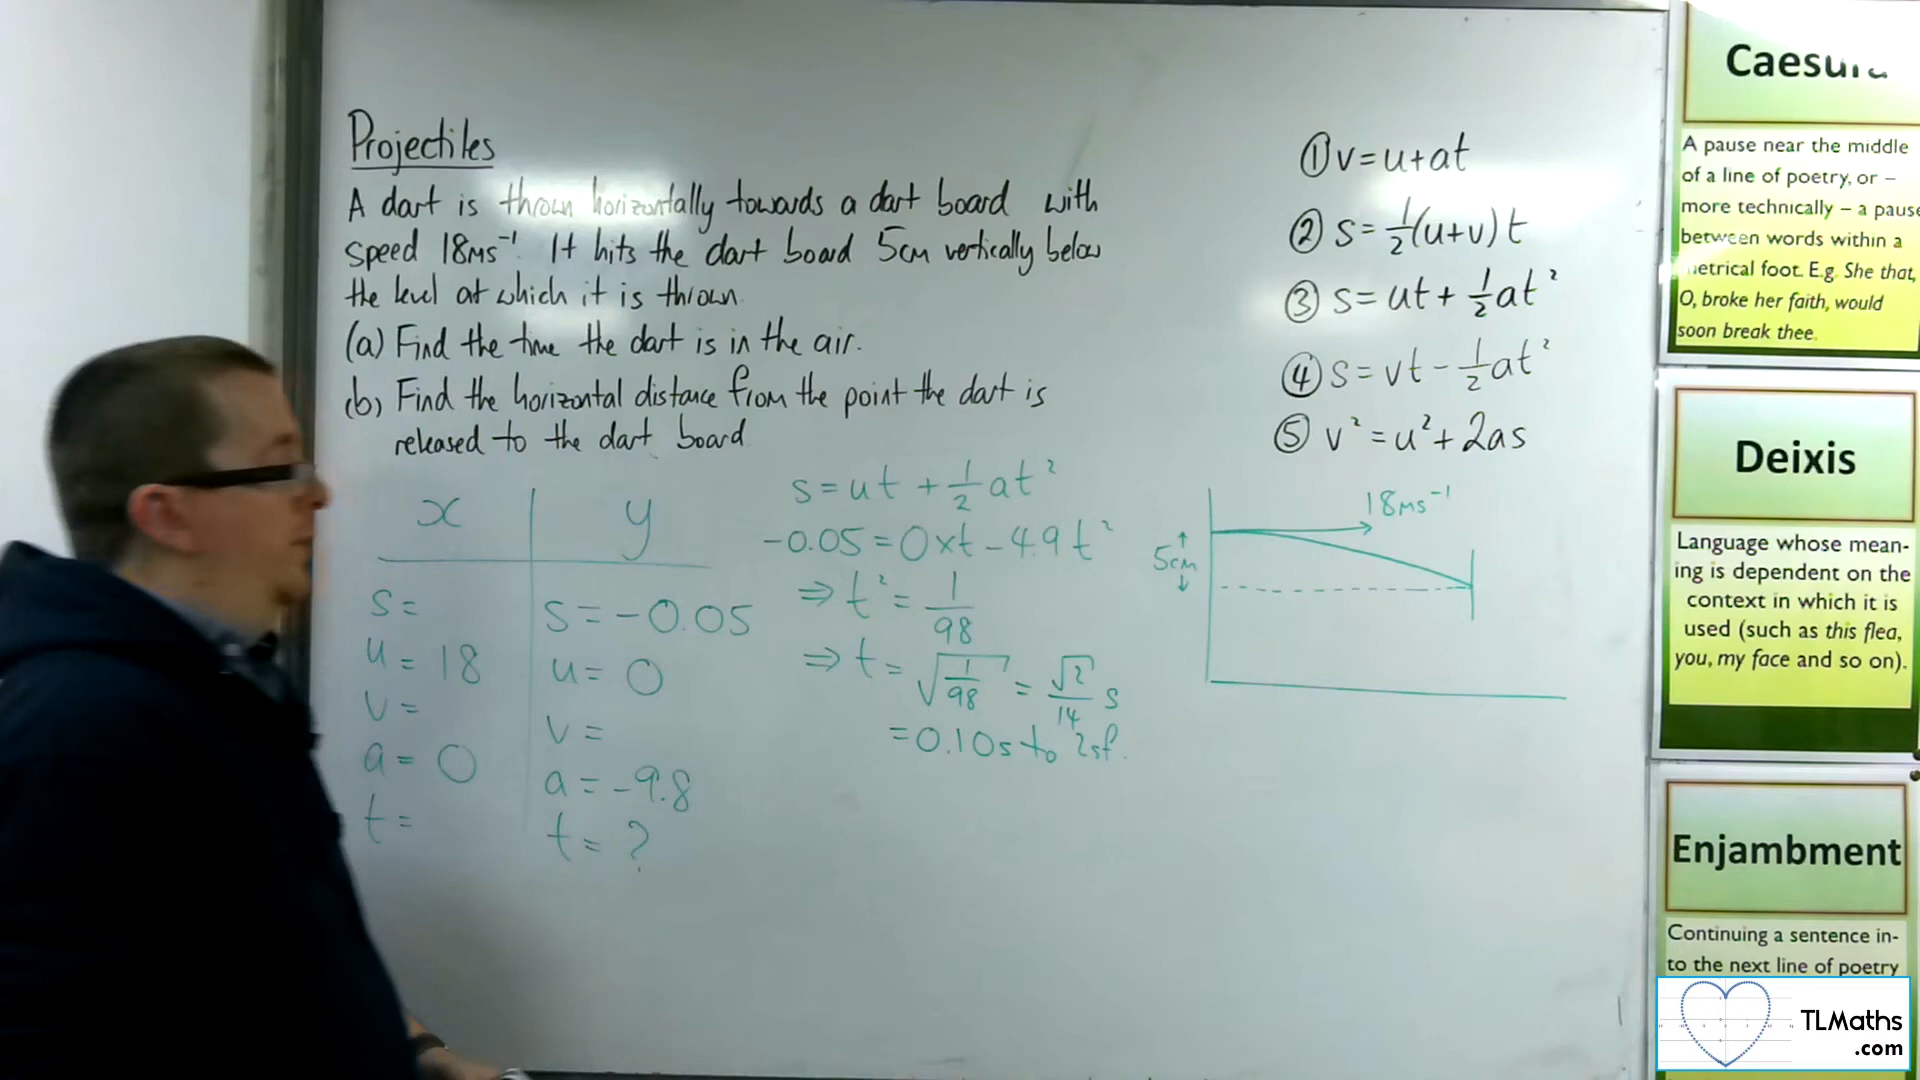 Projectiles
A dart is thrown horizontally towards a dart board with
speed 18ms⁻¹. It hits the dart board 5cm vertically below
the level at which it is thrown.
(a) Find the time the dart is in the air.
(b) Find the horizontal distance from the point the dart is
released to the dart board
x
s=
u= 18
v=
a= 0
t=
y
s=-0.05
u= 0
v=
a=-9.8
t= ?
s=ut+½at²
-0.05=0×t-4.9t²
⇒ t²=1/98
⇒ t=√(1/98) = √2/14 s
=0.10s to 2sf.
① v=u+at
② s=½(u+v)t
③ s=ut+½at²
④ s=vt-½at²
⑤ v²=u²+2as
18ms⁻¹
5cm
A pause near the middle
of a line of poetry, or –
more technically – a pause
between words within a
metrical foot. E.g. She that,
O, broke her faith, would
soon break thee.
Deixis
Language whose mean-
ing is dependent on the
context in which it is
used (such as this flea,
you, my face and so on).
Enjambment
Continuing a sentence in-
to the next line of poetry
TLMaths
.com